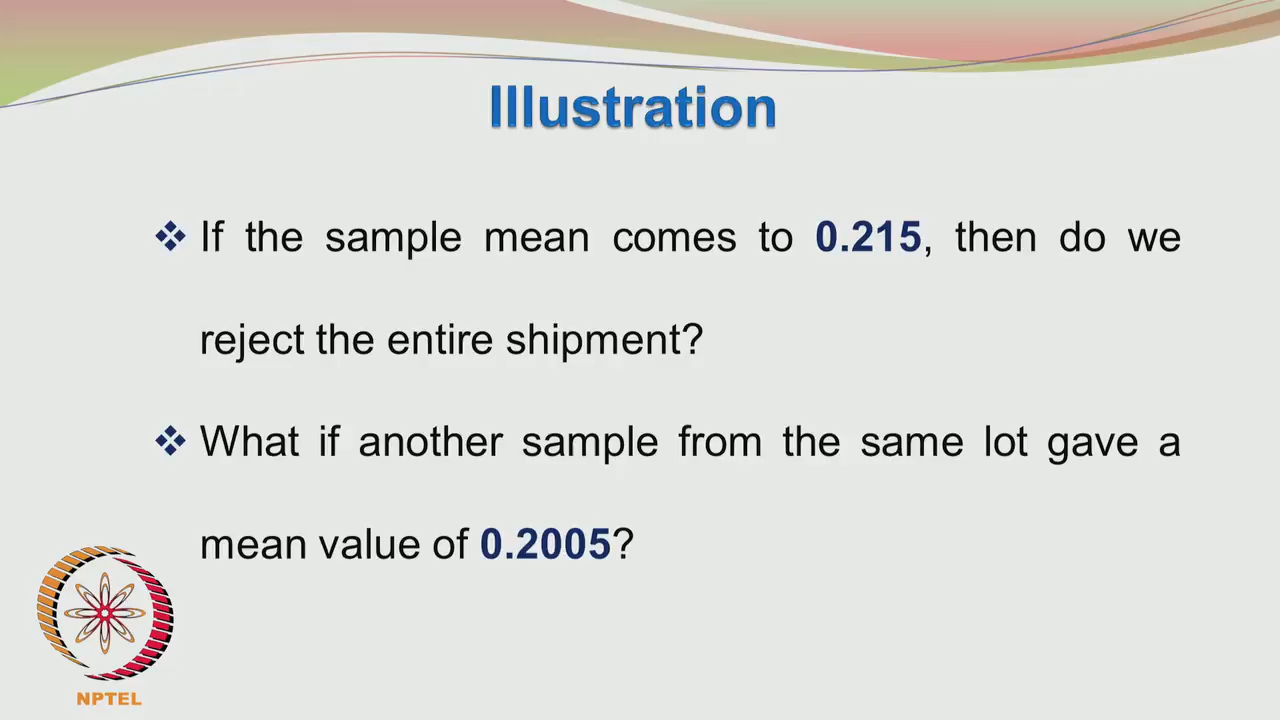 Illustration
❖ If the sample mean comes to 0.215, then do we
reject the entire shipment?
❖ What if another sample from the same lot gave a
mean value of 0.2005?
NPTEL